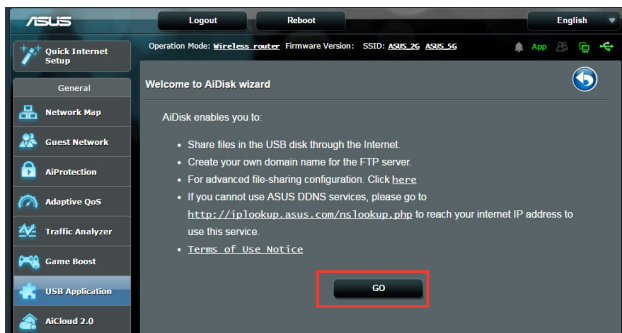 ASUS
Logout
Reboot
English
Quick Internet
Setup
Operation Mode: Wireless router Firmware Version: SSID: ASUS_2G ASUS_5G
App
General
Network Map
Guest Network
AiProtection
Adaptive QoS
Traffic Analyzer
Game Boost
USB Application
AiCloud 2.0
Welcome to AiDisk wizard
AiDisk enables you to:
• Share files in the USB disk through the Internet.
• Create your own domain name for the FTP server.
• For advanced file-sharing configuration. Click here
• If you cannot use ASUS DDNS services, please go to
http://iplookup.asus.com/nslookup.php to reach your internet IP address to
use this service.
• Terms of Use Notice
GO